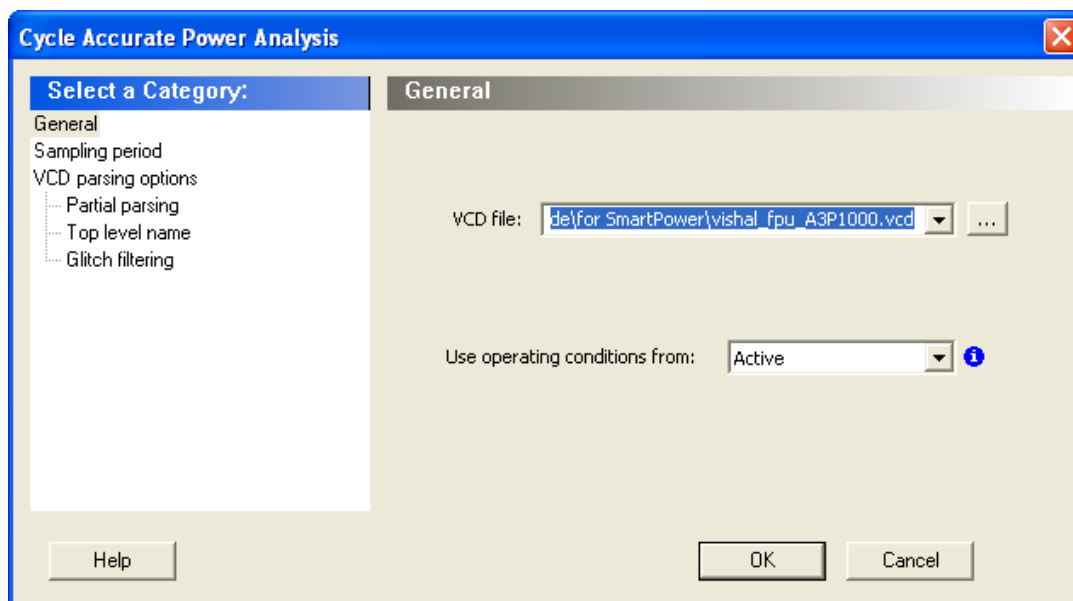 Cycle Accurate Power Analysis
Select a Category:
General
Sampling period
VCD parsing options
Partial parsing
Top level name
Glitch filtering
General
VCD file: de\for SmartPower\vishal_fpu_A3P1000.vcd ...
Use operating conditions from: Active
Help OK Cancel